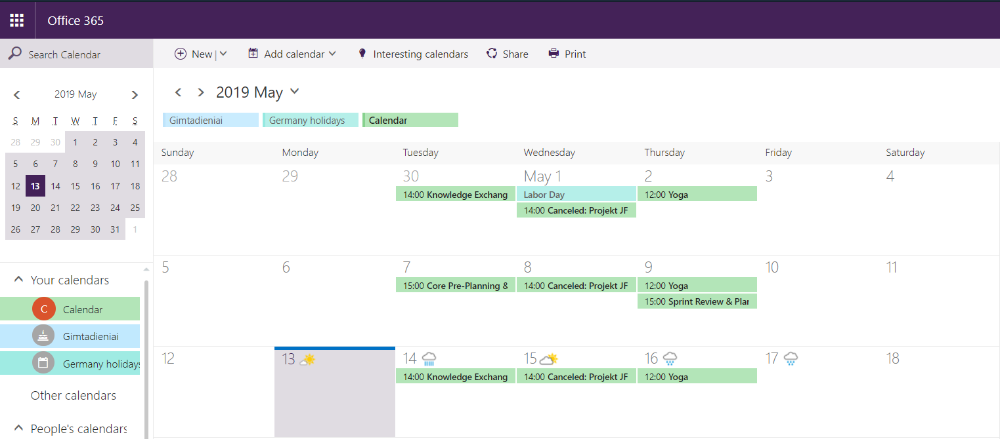 Office 365
Search Calendar
New
Add calendar
Interesting calendars
Share
Print
2019 May
S M T W T F S
28 29 30 1 2 3 4
5 6 7 8 9 10 11
12 13 14 15 16 17 18
19 20 21 22 23 24 25
26 27 28 29 30 31 1
Your calendars
C Calendar
Gimtadieniai
Germany holidays
Other calendars
People's calendars
2019 May
Gimtadieniai Germany holidays Calendar
Sunday Monday Tuesday Wednesday Thursday Friday Saturday
28 29 30 May 1 2 3 4
14:00 Knowledge Exchang Labor Day 12:00 Yoga
14:00 Canceled: Projekt JF
5 6 7 8 9 10 11
15:00 Core Pre-Planning & 14:00 Canceled: Projekt JF 12:00 Yoga
15:00 Sprint Review & Plar
12 13 14 15 16 17 18
14:00 Knowledge Exchang 14:00 Canceled: Projekt JF 12:00 Yoga